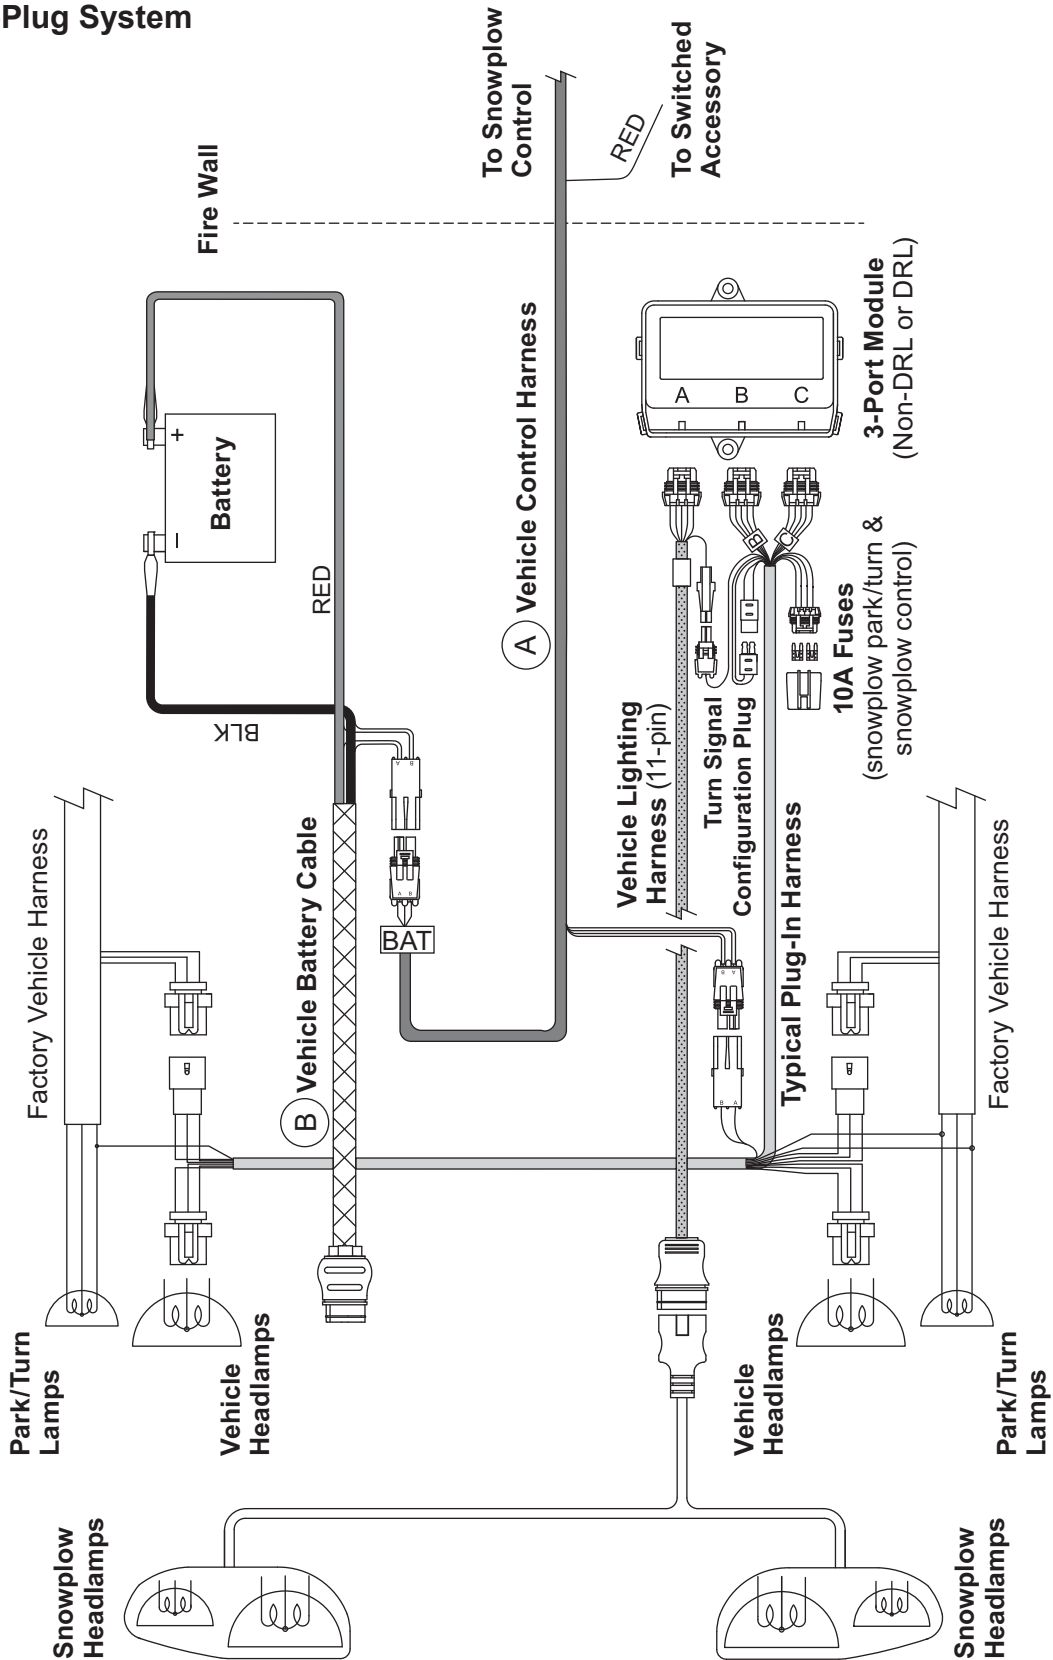 Plug System
To Snowplow
Control
RED
To Switched
Accessory
Fire Wall
+
–
Battery
RED
BLK
A
Vehicle Control Harness
A
B
C
3-Port Module
(Non-DRL or DRL)
B
C
10A Fuses
(snowplow park/turn &
snowplow control)
Vehicle Lighting
Harness (11-pin)
Turn Signal
Configuration Plug
Typical Plug-In Harness
Factory Vehicle Harness
B
Vehicle Battery Cable
A
B
A
B
BAT
B
A
B
A
Factory Vehicle Harness
Park/Turn
Lamps
Vehicle
Headlamps
Vehicle
Headlamps
Park/Turn
Lamps
Snowplow
Headlamps
Snowplow
Headlamps